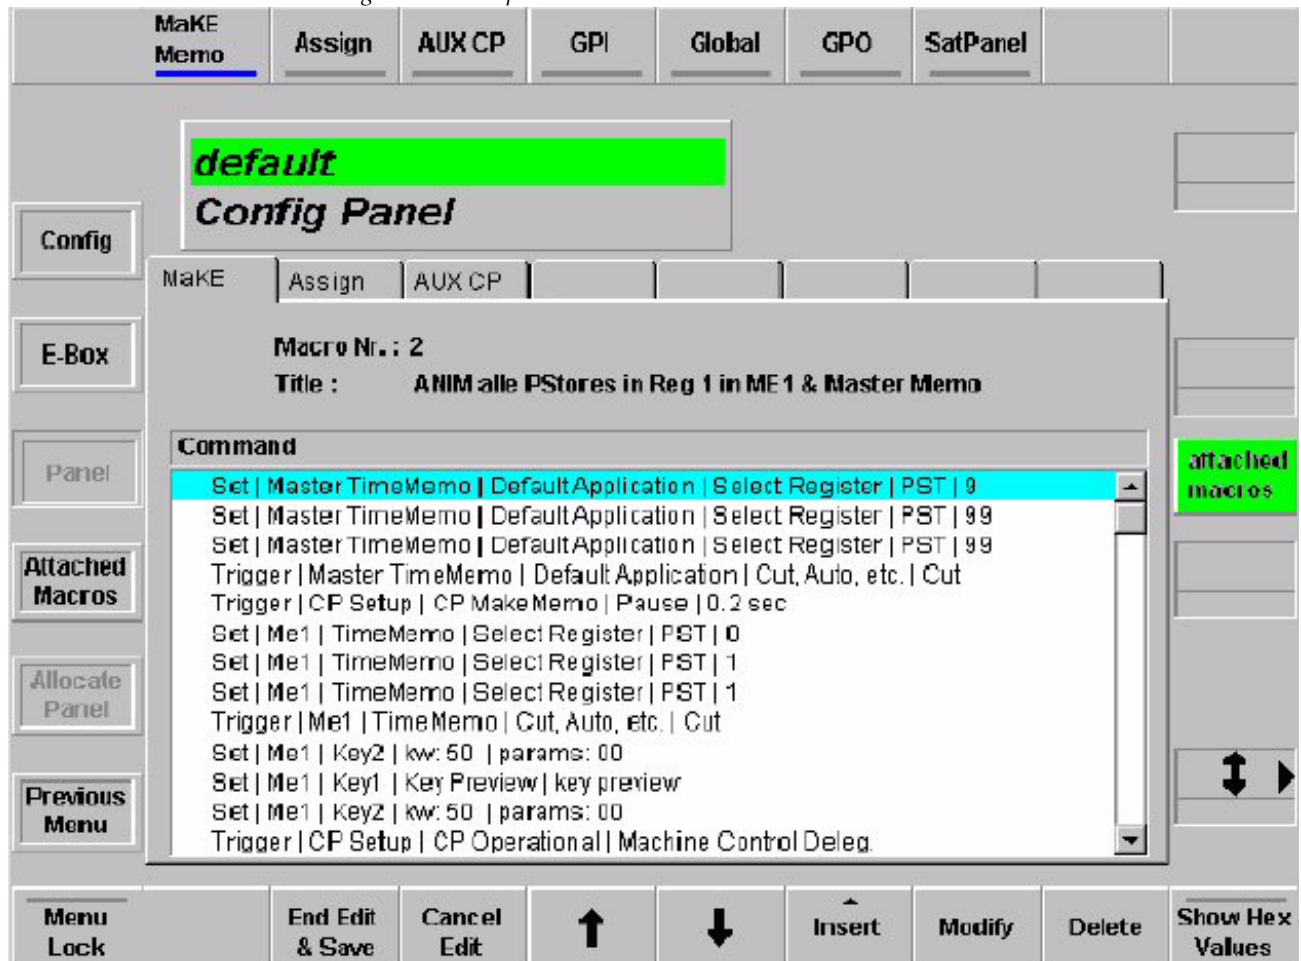 MaKE
Memo
Assign
AUX CP
GPI
Global
GPO
SatPanel
default
Config Panel
Config
E-Box
Panel
Attached
Macros
Allocate
Panel
Previous
Menu
MaKE
Assign
AUX CP
Macro Nr. : 2
Title : ANIM alle PStores in Reg 1 in ME1 & Master Memo
Command
Set | Master TimeMemo | Default Application | Select Register | PST | 9
Set | Master TimeMemo | Default Application | Select Register | PST | 99
Set | Master TimeMemo | Default Application | Select Register | PST | 99
Trigger | Master TimeMemo | Default Application | Cut, Auto, etc. | Cut
Trigger | CP Setup | CP Make Memo | Pause | 0.2 sec
Set | Me1 | TimeMemo | Select Register | PST | 0
Set | Me1 | TimeMemo | Select Register | PST | 1
Set | Me1 | TimeMemo | Select Register | PST | 1
Trigger | Me1 | TimeMemo | Cut, Auto, etc. | Cut
Set | Me1 | Key2 | kw: 50 | params: 00
Set | Me1 | Key1 | Key Preview | key preview
Set | Me1 | Key2 | kw: 50 | params: 00
Trigger | CP Setup | CP Operational | Machine Control Deleg.
attached
macros
Menu
Lock
End Edit
& Save
Cancel
Edit
Insert
Modify
Delete
Show Hex
Values